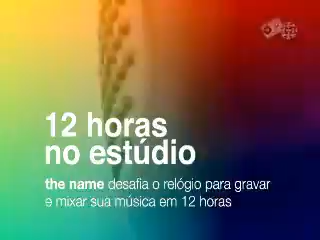 12 horas
no estúdio
the name desafia o relógio para gravar
e mixar sua música em 12 horas